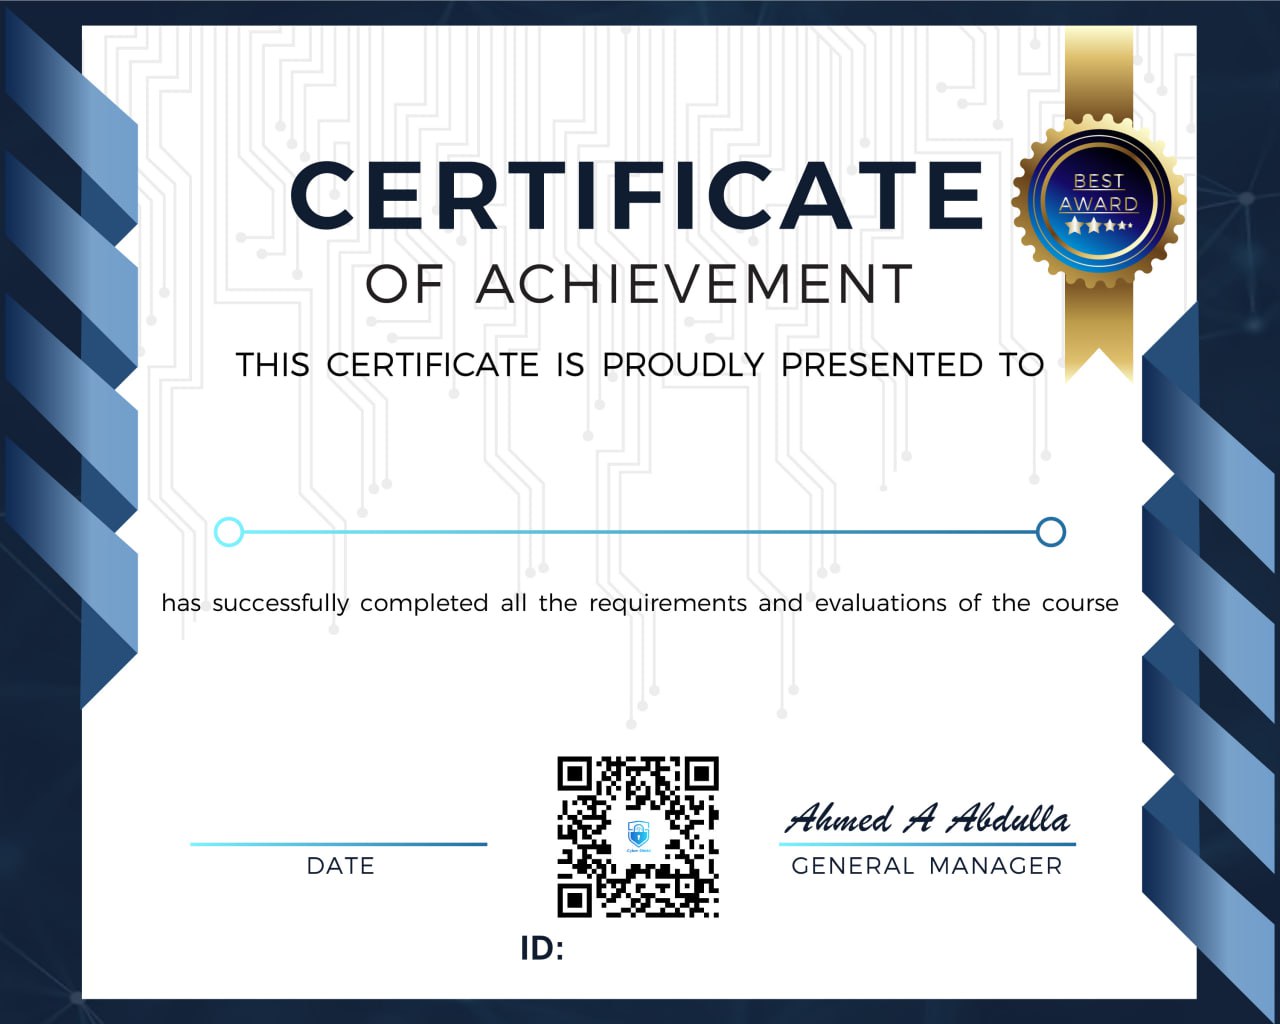 CERTIFICATE
BEST
AWARD
OF ACHIEVEMENT
THIS CERTIFICATE IS PROUDLY PRESENTED TO
has successfully completed all the requirements and evaluations of the course
Ahmed A Abdulla
DATE
GENERAL MANAGER
ID: